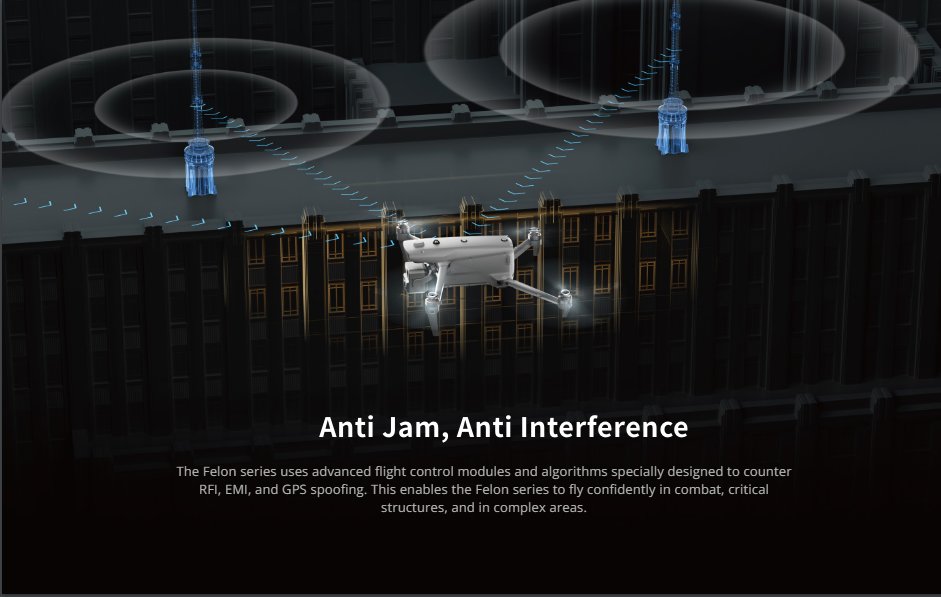 Anti Jam, Anti Interference
The Felon series uses advanced flight control modules and algorithms specially designed to counter
RFI, EMI, and GPS spoofing. This enables the Felon series to fly confidently in combat, critical
structures, and in complex areas.